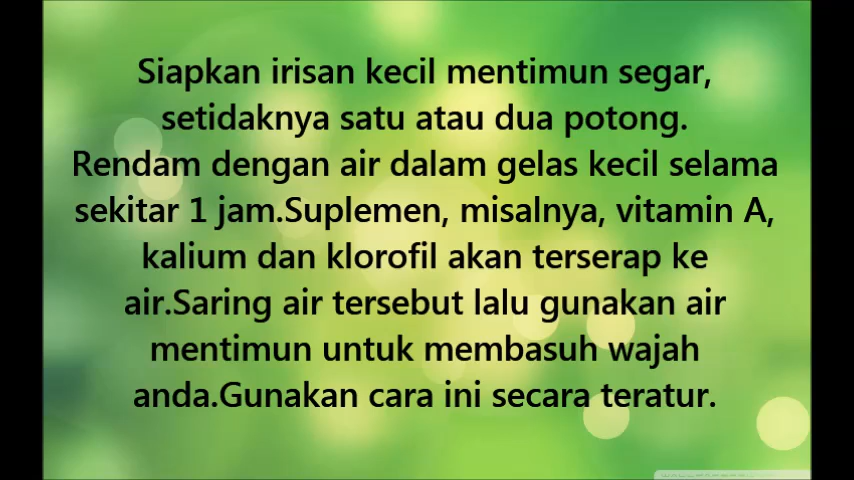 Siapkan irisan kecil mentimun segar,
setidaknya satu atau dua potong.
Rendam dengan air dalam gelas kecil selama
sekitar 1 jam.Suplemen, misalnya, vitamin A,
kalium dan klorofil akan terserap ke
air.Saring air tersebut lalu gunakan air
mentimun untuk membasuh wajah
anda.Gunakan cara ini secara teratur.